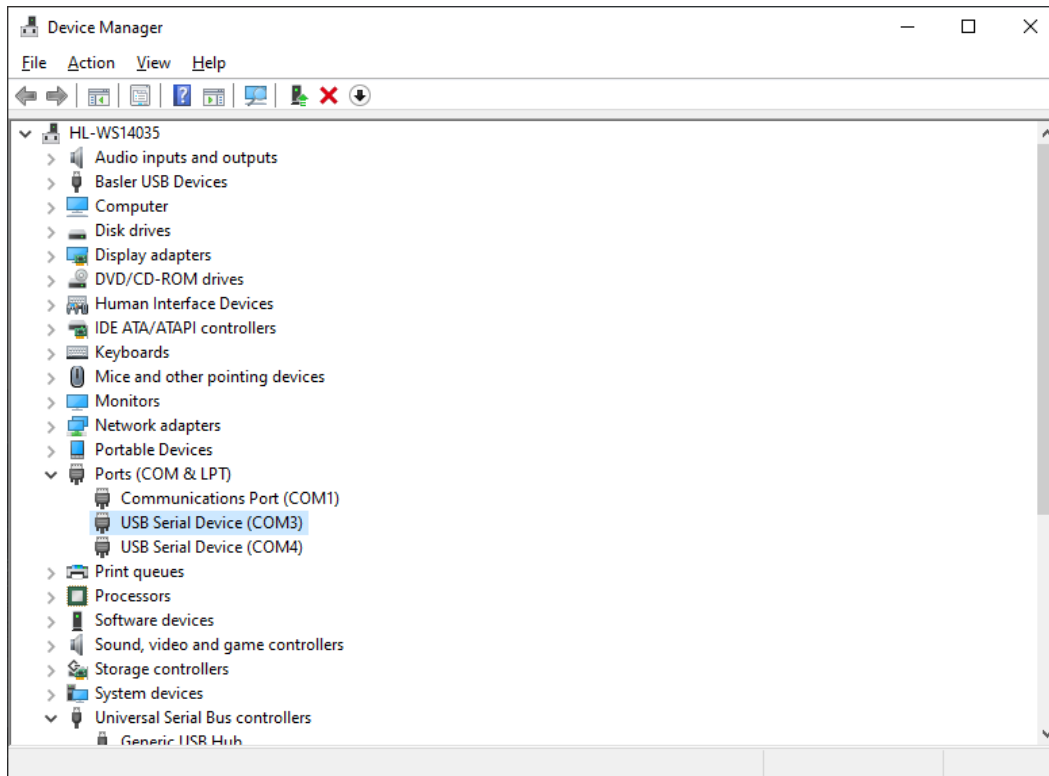 Device Manager
File Action View Help
HL-WS14035
Audio inputs and outputs
Basler USB Devices
Computer
Disk drives
Display adapters
DVD/CD-ROM drives
Human Interface Devices
IDE ATA/ATAPI controllers
Keyboards
Mice and other pointing devices
Monitors
Network adapters
Portable Devices
Ports (COM & LPT)
Communications Port (COM1)
USB Serial Device (COM3)
USB Serial Device (COM4)
Print queues
Processors
Software devices
Sound, video and game controllers
Storage controllers
System devices
Universal Serial Bus controllers
Generic USB Hub